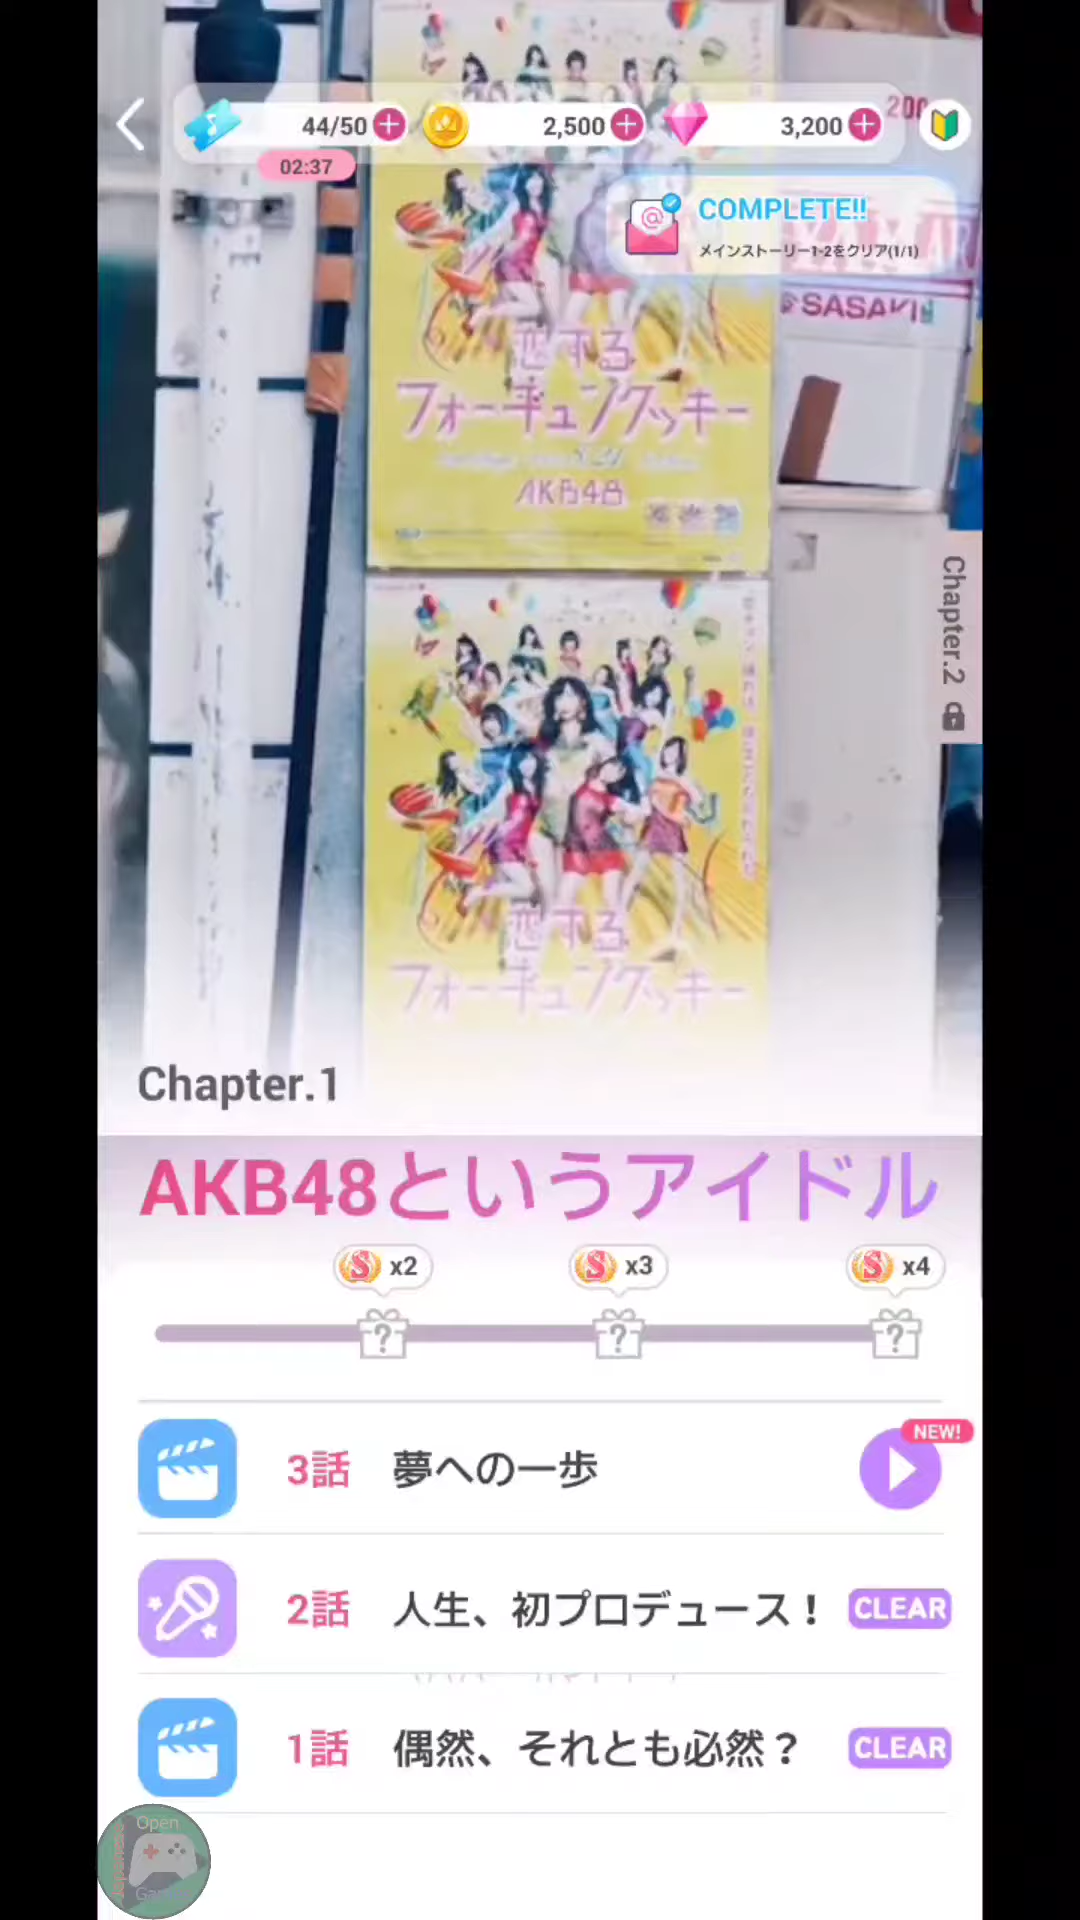 44/50
2,500
3,200
02:37
200
COMPLETE!!
メインストーリー1-2をクリア(1/1)
SASAKI
恋する
フォーチュンクッキー
AKB48
Chapter.2
恋する
フォーチュンクッキー
Chapter.1
AKB48というアイドル
S x2
S x3
S x4
?
?
?
3話 夢への一歩
NEW!
2話 人生、初プロデュース！ CLEAR
1話 偶然、それとも必然？ CLEAR
Open
Japanese